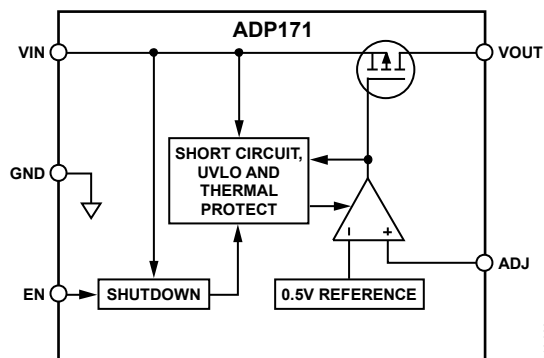 ADP171
VIN
VOUT
SHORT CIRCUIT,
UVLO AND
THERMAL
PROTECT
GND
– +
ADJ
EN
SHUTDOWN
0.5V REFERENCE